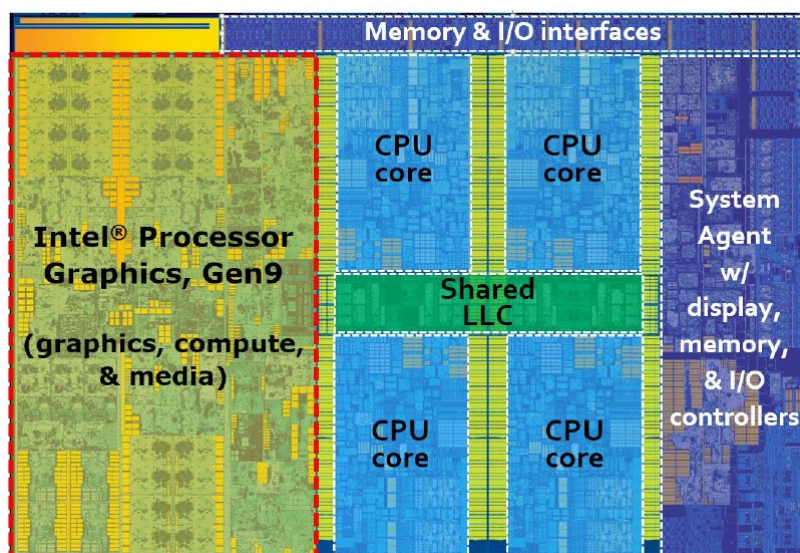 Memory & I/O interfaces
Intel® Processor
Graphics, Gen9
(graphics, compute,
& media)
CPU
core
CPU
core
Shared
LLC
CPU
core
CPU
core
System
Agent
w/
display,
memory,
& I/O
controllers